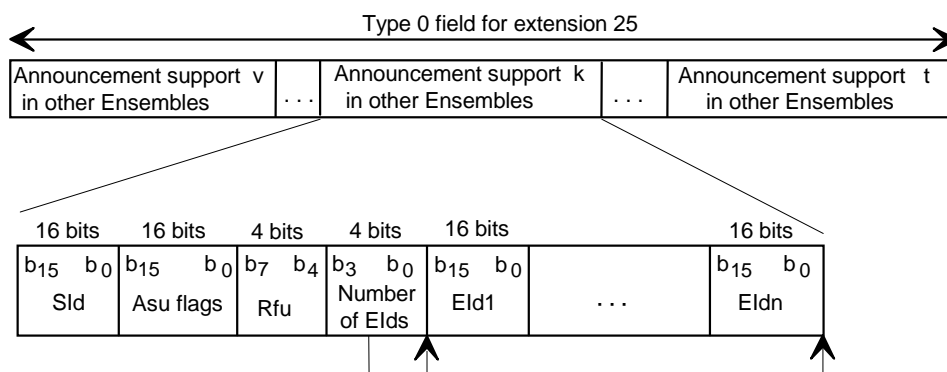 Type 0 field for extension 25
Announcement support v in other Ensembles
. . .
Announcement support k in other Ensembles
. . .
Announcement support t in other Ensembles
16 bits 16 bits 4 bits 4 bits 16 bits 16 bits
b15 b0 SId
b15 b0 Asu flags
b7 b4 Rfu
b3 b0 Number of EIds
b15 b0 EId1
. . .
b15 b0 EIdn